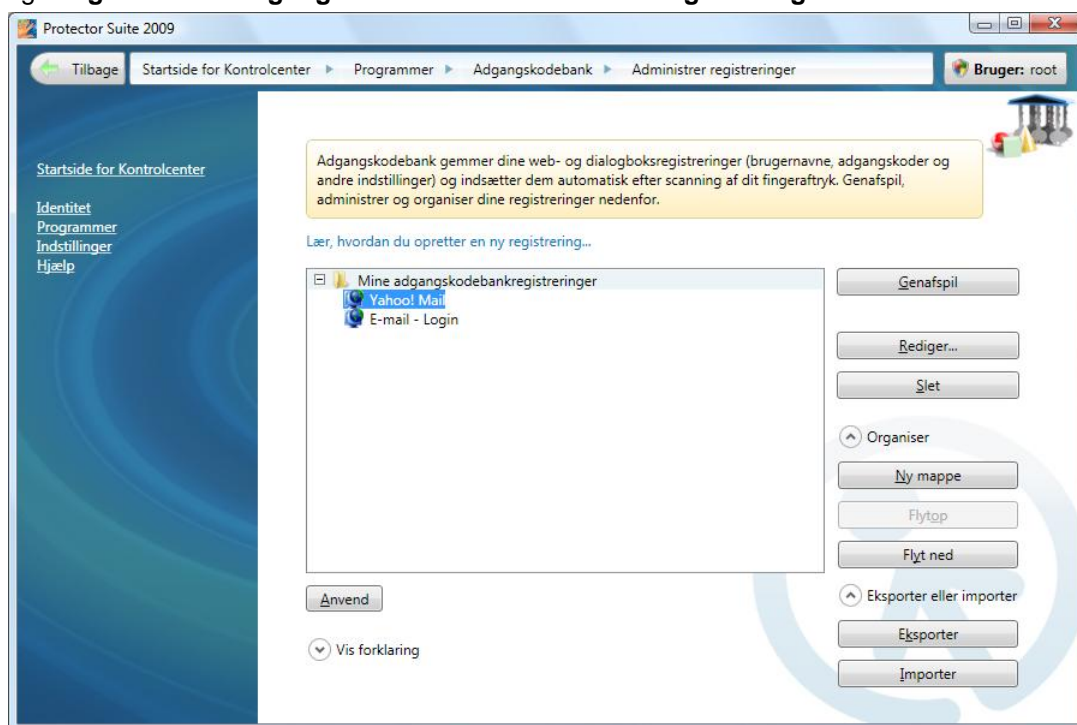 Protector Suite 2009
Tilbage
Startside for Kontrolcenter
Programmer
Adgangskodebank
Administrer registreringer
Bruger: root
Startside for Kontrolcenter
Identitet
Programmer
Indstillinger
Hjælp
Adgangskodebank gemmer dine web- og dialogboksregistreringer (brugernavne, adgangskoder og
andre indstillinger) og indsætter dem automatisk efter scanning af dit fingeraftryk. Genafspil,
administrer og organiser dine registreringer nedenfor.
Lær, hvordan du opretter en ny registrering...
Mine adgangskodebankregistreringer
Yahoo! Mail
E-mail - Login
Genafspil
Rediger...
Slet
Organiser
Ny mappe
Flytop
Flyt ned
Anvend
Eksporter eller importer
Vis forklaring
Eksporter
Importer